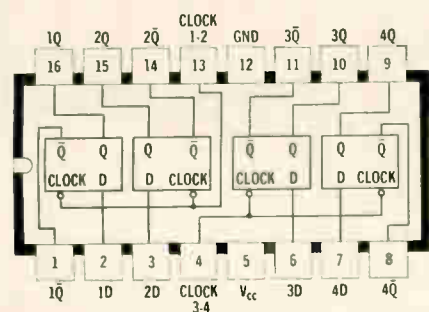 CLOCK
1Q 2Q 2Q̄ 1-2 GND 3Q̄ 3Q 4Q
16 15 14 13 12 11 10 9
Q̄ Q Q Q̄ Q̄ Q Q Q̄
CLOCK D D CLOCK CLOCK D D CLOCK
1 2 3 4 5 6 7 8
1Q̄ 1D 2D CLOCK Vcc 3D 4D 4Q̄
3-4